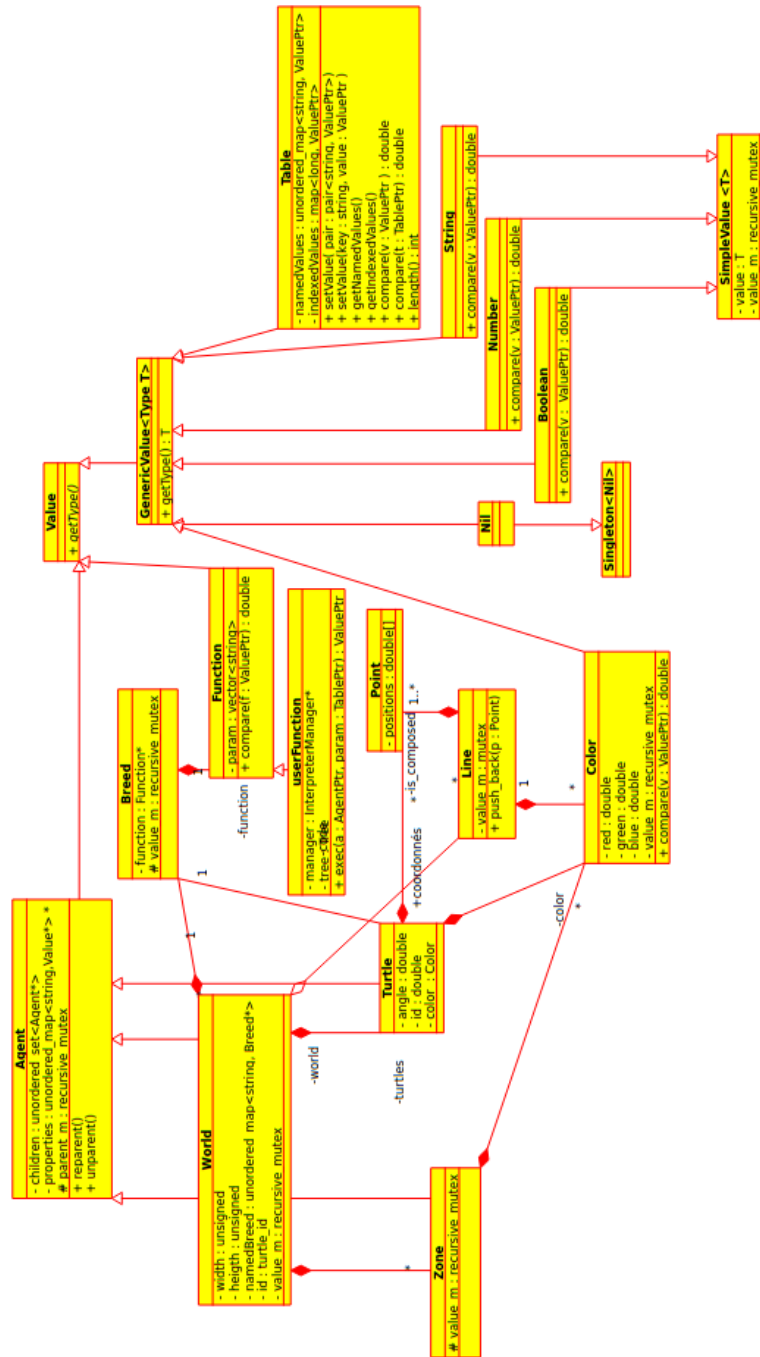 Agent
- children : unordered_set<Agent*>
- properties : unordered_map<string,Value*> *
# parent_m : recursive_mutex
+ reparent()
+ unparent()
Value
+ getType()
World
- width : unsigned
- heigth : unsigned
- namedBreed : unordered_map<string, Breed*>
- id : turtle_id
- value_m : recursive_mutex
Breed
- function : Function*
# value_m : recursive_mutex
1
1
1
GenericValue<Type T>
+ getType() : T
Function
- param : vector<string>
+ compare(f : ValuePtr) : double
-function
userFunction
- manager : InterpreterManager*
+ exec(a : AgentPtr, param : TablePtr) : ValuePtr
Table
- namedValues : unordered_map<string, ValuePtr>
- indexedValues : map<long, ValuePtr>
+ setValue( pair : pair<string, ValuePtr>)
+ setValue(key : string, value : ValuePtr )
+ getNamedValues()
+ getIndexedValues()
+ compare(v : ValuePtr ) : double
+ compare(t : TablePtr) : double
+ length() : int
-world
-turtles
Turtle
- angle : double
- id : double
- color : Color
Point
- positions : double[]
+coordonnés
*
-is_composed
1..*
*
Line
- value_m : mutex
+ push_back(p : Point)
String
+ compare(v : ValuePtr) : double
Number
+ compare(v : ValuePtr) : double
Boolean
+ compare(v : ValuePtr) : double
Nil
Singleton<Nil>
SimpleValue <T>
- value : T
- value_m : recursive_mutex
*
Zone
# value_m : recursive_mutex
1
*
-color
*
Color
- red : double
- green : double
- blue : double
- value_m : recursive_mutex
+ compare(v : ValuePtr) : double